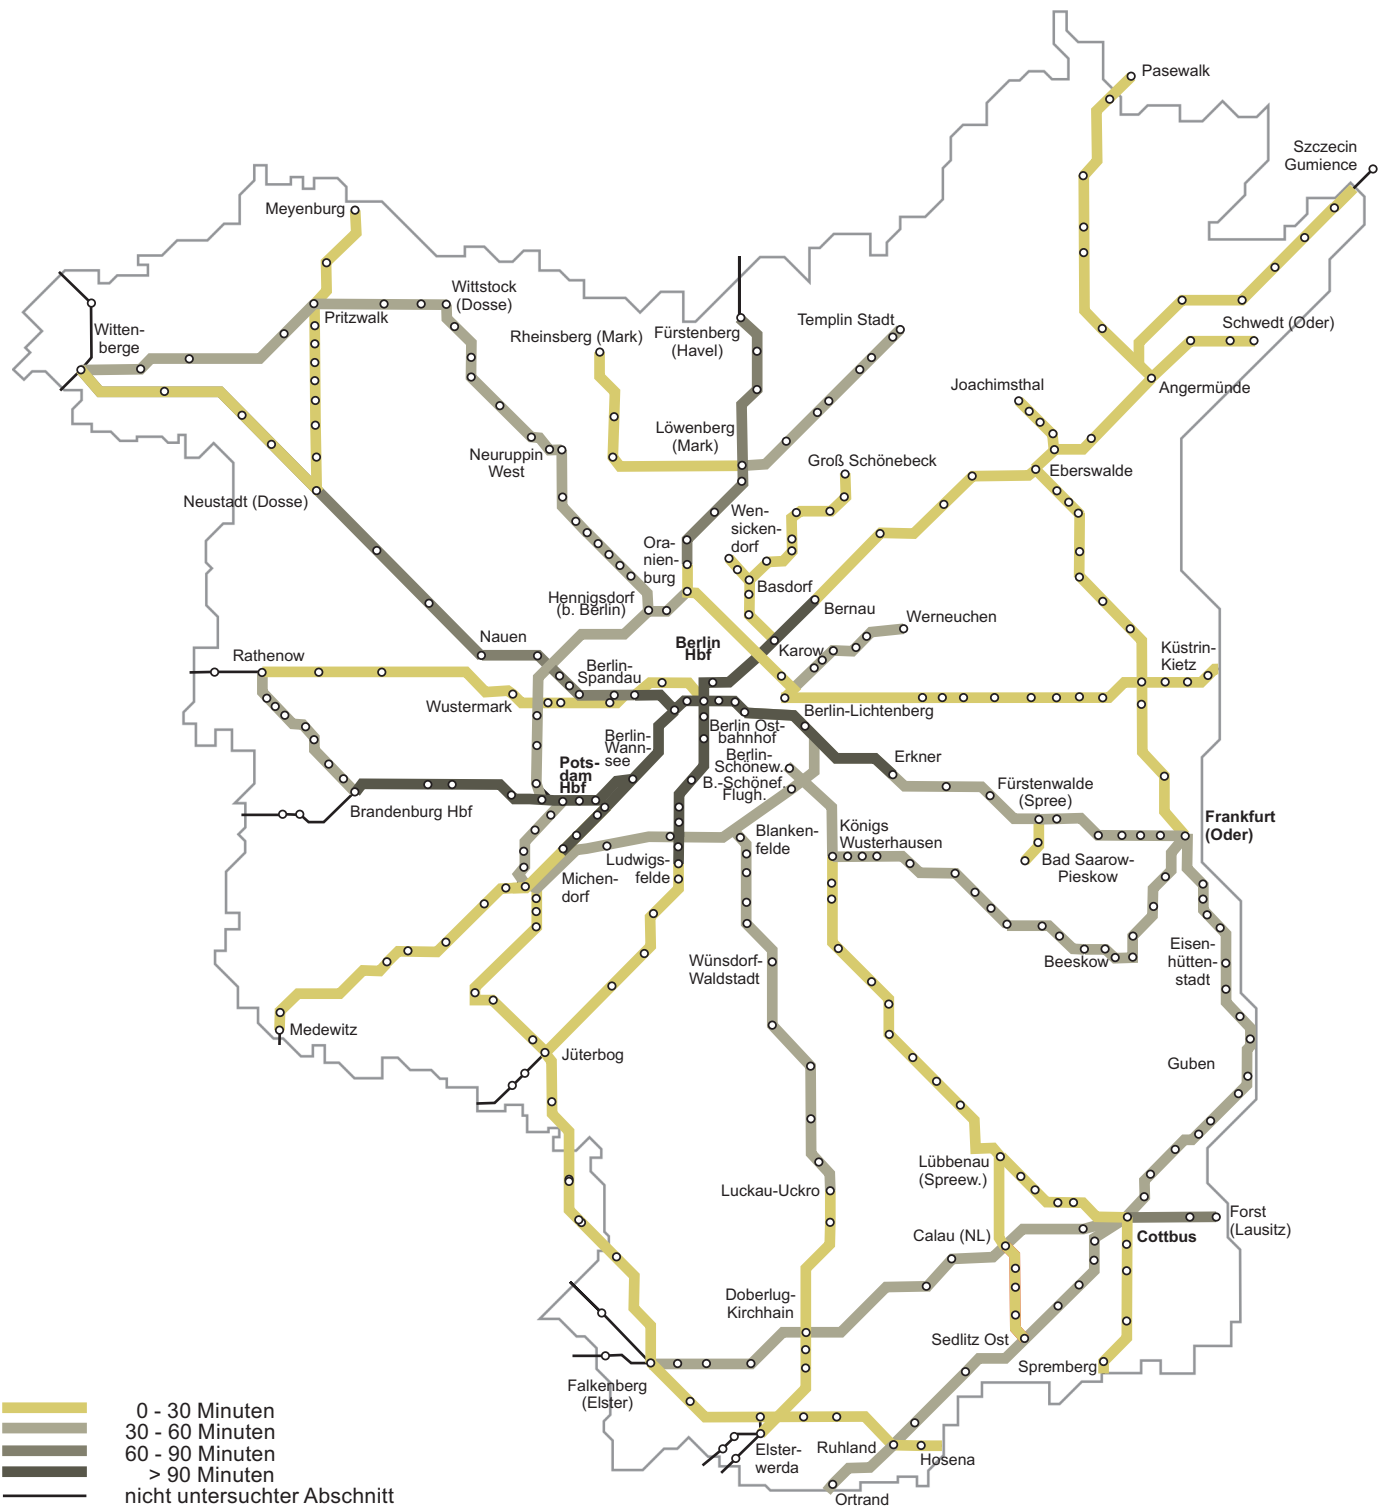 Pasewalk
Szczecin
Gumience
Meyenburg
Wittstock
(Dosse)
Pritzwalk
Witten-
berge
Rheinsberg (Mark)
Fürstenberg
(Havel)
Templin Stadt
Schwedt (Oder)
Joachimsthal
Angermünde
Löwenberg
(Mark)
Neuruppin
West
Groß Schönebeck
Eberswalde
Neustadt (Dosse)
Wen-
sicken-
dorf
Ora-
nien-
burg
Basdorf
Hennigsdorf
(b. Berlin)
Bernau
Werneuchen
Nauen
Berlin
Hbf
Karow
Küstrin-
Kietz
Rathenow
Berlin-
Spandau
Wustermark
Berlin-Lichtenberg
Berlin Ost-
bahnhof
Berlin-
Wann-
see
Berlin-
Schönew.
B.-Schönef.
Flugh.
Erkner
Pots-
dam
Hbf
Fürstenwalde
(Spree)
Brandenburg Hbf
Frankfurt
(Oder)
Blanken-
felde
Königs
Wusterhausen
Ludwigs-
felde
Bad Saarow-
Pieskow
Michen-
dorf
Wünsdorf-
Waldstadt
Beeskow
Eisen-
hütten-
stadt
Medewitz
Jüterbog
Guben
Lübbenau
(Spreew.)
Luckau-Uckro
Forst
(Lausitz)
Calau (NL)
Cottbus
Doberlug-
Kirchhain
Sedlitz Ost
Spremberg
Falkenberg
(Elster)
Elster-
werda
Ruhland
Hosena
Ortrand
0 - 30 Minuten
30 - 60 Minuten
60 - 90 Minuten
> 90 Minuten
nicht untersuchter Abschnitt